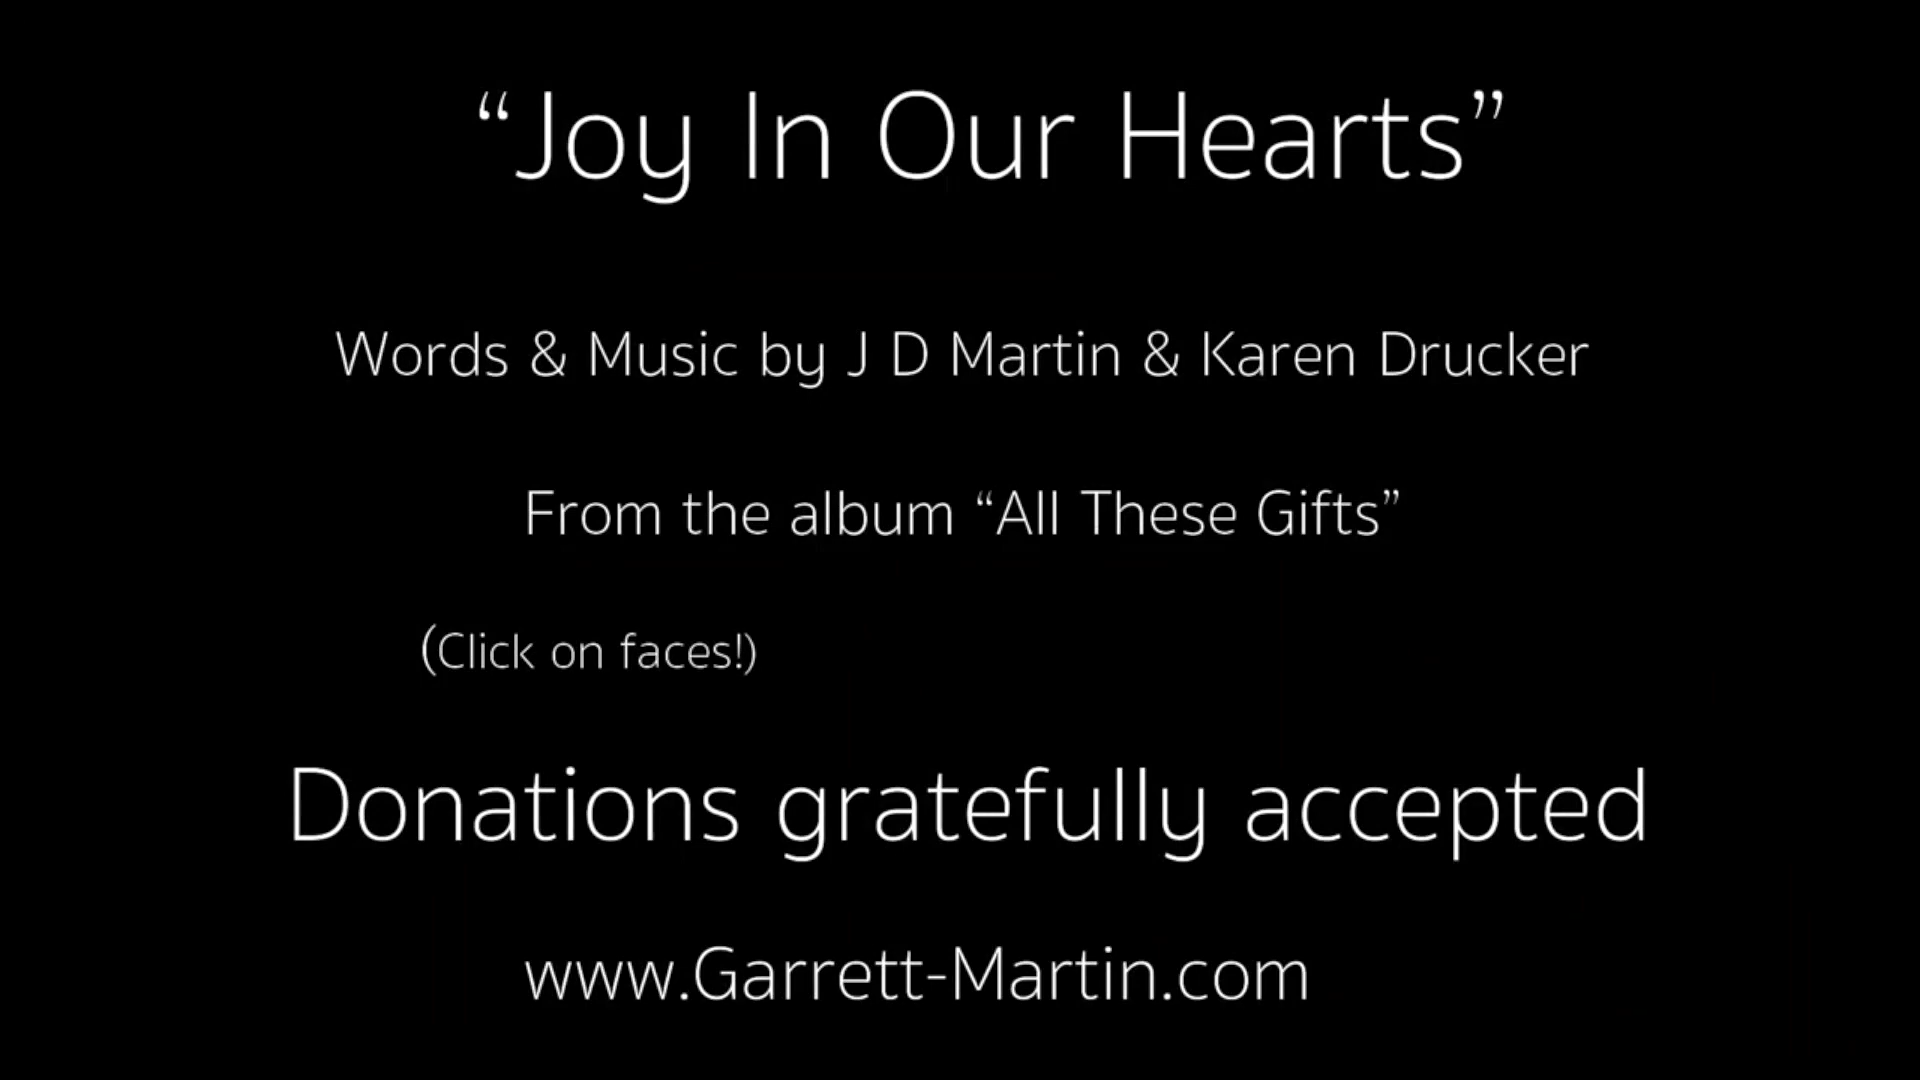 “Joy In Our Hearts”
Words & Music by J D Martin & Karen Drucker
From the album “All These Gifts”
(Click on faces!)
Donations gratefully accepted
www.Garrett-Martin.com